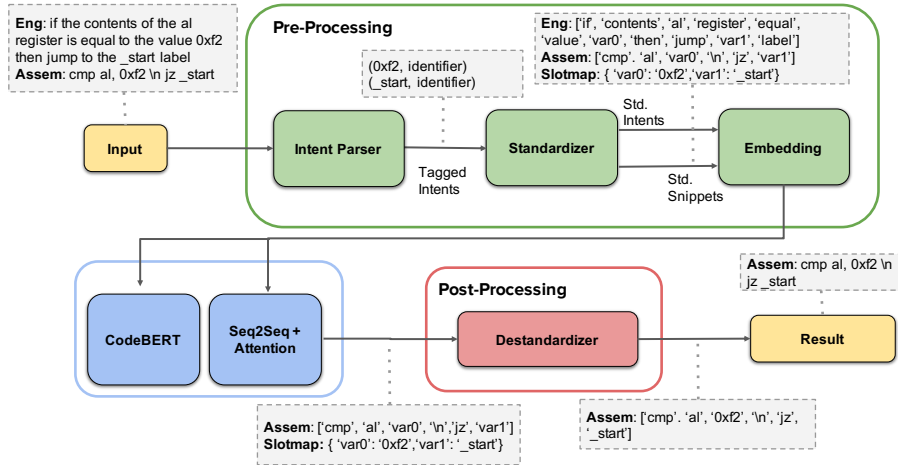 Eng: if the contents of the al
register is equal to the value 0xf2
then jump to the _start label
Assem: cmp al, 0xf2 \n jz _start
Pre-Processing
(0xf2, identifier)
(_start, identifier)
Eng: [‘if’, ‘contents’, ‘al’, ‘register’, ‘equal’,
‘value’, ‘var0’, ‘then’, ‘jump’, ‘var1’, ‘label’]
Assem: [‘cmp’. ‘al’, ‘var0’, ‘\n’, ‘jz’, ‘var1’]
Slotmap: { ‘var0’: ‘0xf2’,‘var1’: ‘_start’}
Input
Intent Parser
Tagged
Intents
Standardizer
Std.
Intents
Std.
Snippets
Embedding
CodeBERT
Seq2Seq +
Attention
Post-Processing
Destandardizer
Assem: cmp al, 0xf2 \n
jz _start
Result
Assem: [‘cmp’, ‘al’, ‘var0’, ‘\n’,‘jz’, ‘var1’]
Slotmap: { ‘var0’: ‘0xf2’,‘var1’: ‘_start’}
Assem: [‘cmp’. ‘al’, ‘0xf2’, ‘\n’, ‘jz’,
‘_start’]